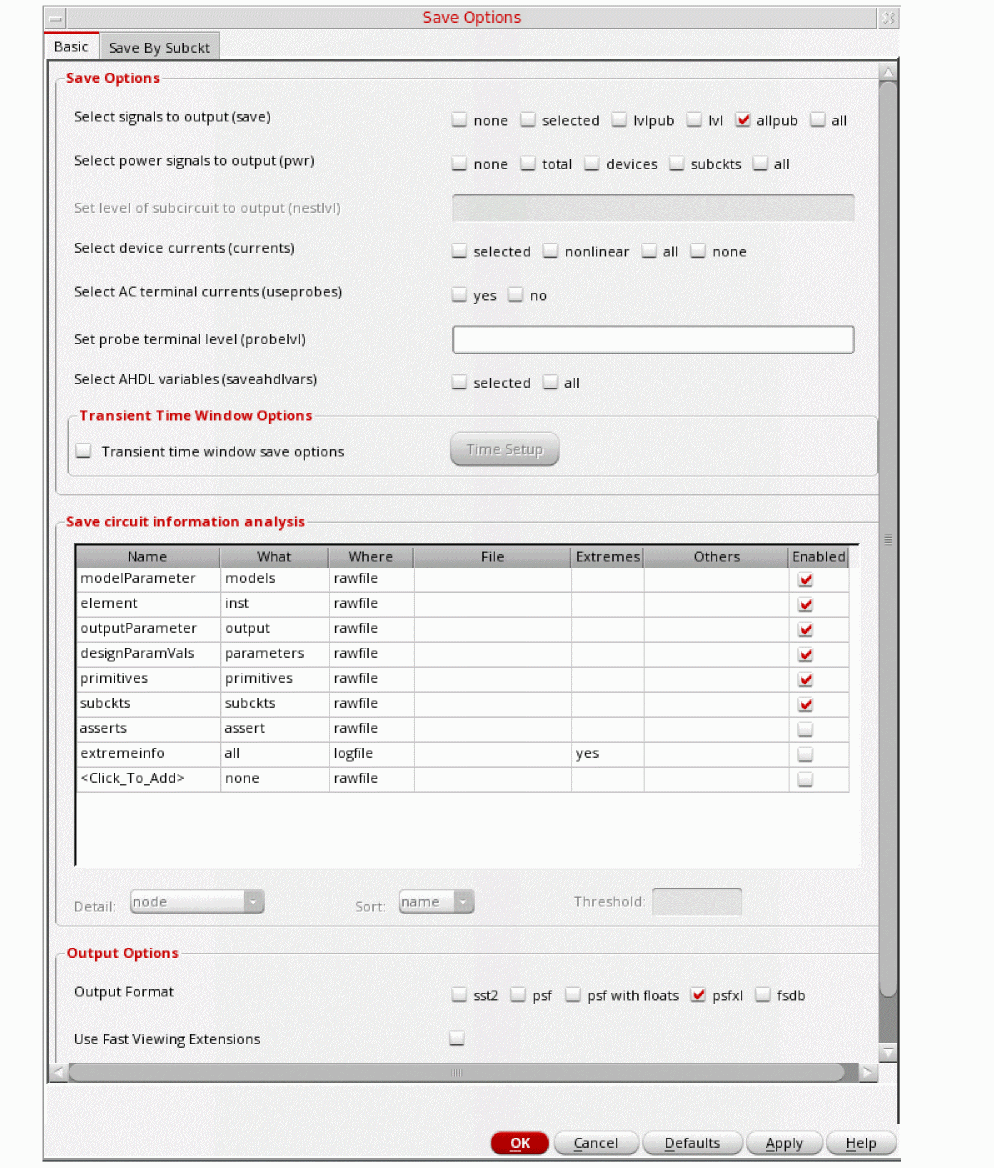 Save Options
Basic Save By Subckt
Save Options
Select signals to output (save) none selected lvlpub lvl allpub all
Select power signals to output (pwr) none total devices subckts all
Set level of subcircuit to output (nestlvl)
Select device currents (currents) selected nonlinear all none
Select AC terminal currents (useprobes) yes no
Set probe terminal level (probelvl)
Select AHDL variables (saveahdlvars) selected all
Transient Time Window Options
Transient time window save options Time Setup
Save circuit information analysis
Name What Where File Extremes Others Enabled
modelParameter models rawfile
element inst rawfile
outputParameter output rawfile
designParamVals parameters rawfile
primitives primitives rawfile
subckts subckts rawfile
asserts assert rawfile
extremeinfo all logfile yes
<Click_To_Add> none rawfile
Detail: node Sort: name Threshold:
Output Options
Output Format sst2 psf psf with floats psfxl fsdb
Use Fast Viewing Extensions
OK Cancel Defaults Apply Help